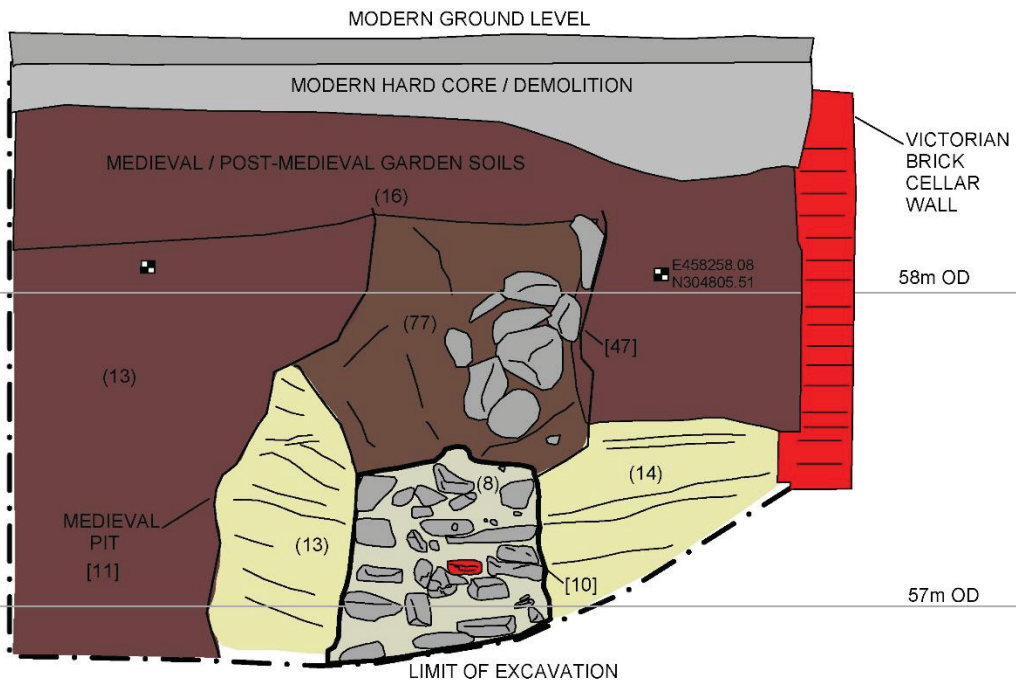 MODERN GROUND LEVEL
MODERN HARD CORE / DEMOLITION
VICTORIAN
BRICK
CELLAR
WALL
MEDIEVAL / POST-MEDIEVAL GARDEN SOILS
(16)
E458258.08
N304805.51
58m OD
(77)
[47]
(13)
(8)
(14)
MEDIEVAL
PIT
[11]
(13)
[10]
57m OD
LIMIT OF EXCAVATION